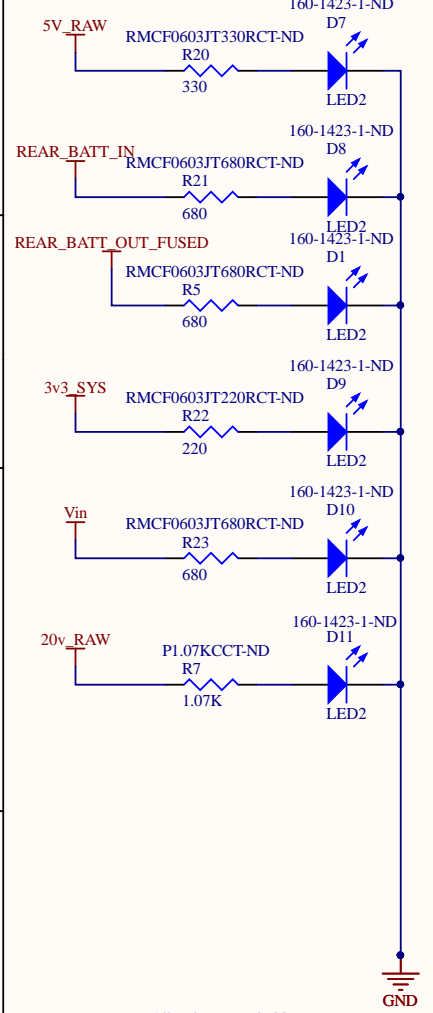 160-1423-1-ND
5V_RAW
D7
RMCF0603JT330RCT-ND
R20
330
LED2
160-1423-1-ND
REAR_BATT_IN
D8
RMCF0603JT680RCT-ND
R21
680
LED2
160-1423-1-ND
REAR_BATT_OUT_FUSED
D1
RMCF0603JT680RCT-ND
R5
680
LED2
160-1423-1-ND
3v3_SYS
D9
RMCF0603JT220RCT-ND
R22
220
LED2
160-1423-1-ND
Vin
D10
RMCF0603JT680RCT-ND
R23
680
LED2
160-1423-1-ND
20v_RAW
D11
P1.07KCCT-ND
R7
1.07K
LED2
GND